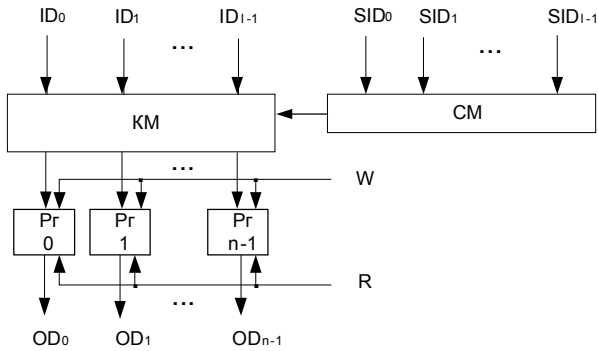 ID0 ID1 ... IDl-1 SID0 SID1 ... SIDl-1
КМ СМ
... W
Рг Рг Рг
0 1 n-1
... R
OD0 OD1 ODn-1